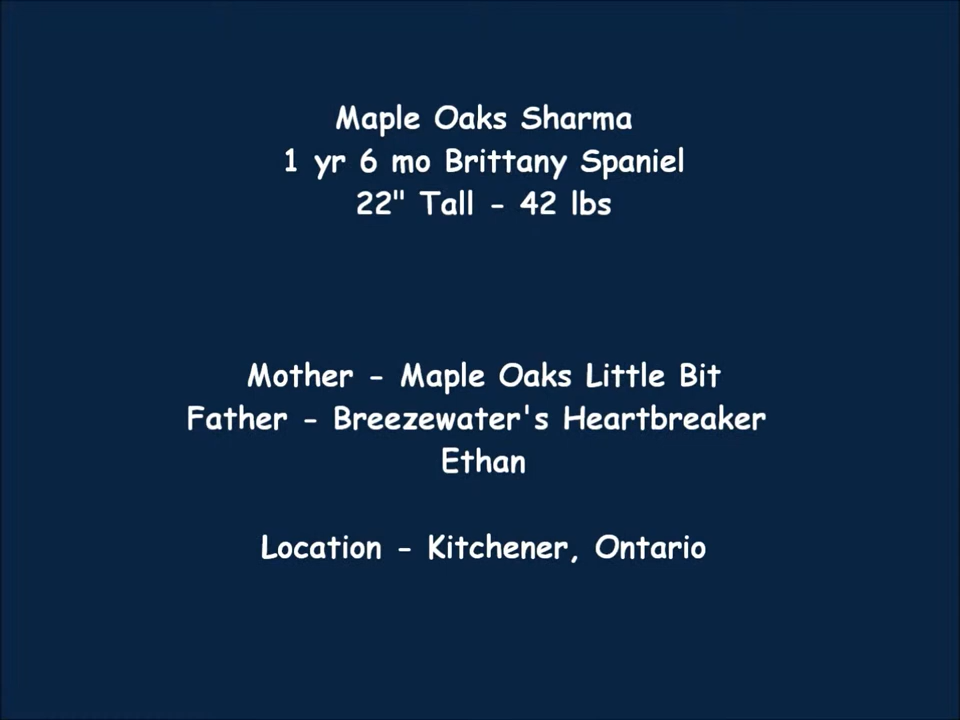 Maple Oaks Sharma
1 yr 6 mo Brittany Spaniel
22" Tall - 42 lbs
Mother - Maple Oaks Little Bit
Father - Breezewater's Heartbreaker
Ethan
Location - Kitchener, Ontario